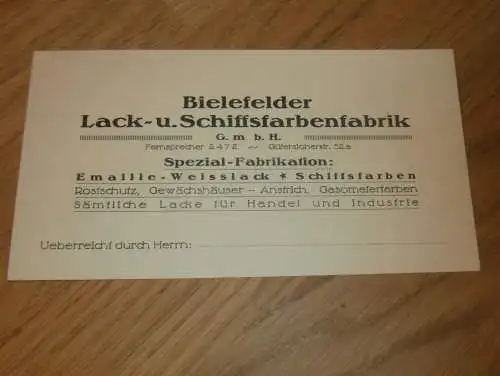 Bielefelder
Lack- u. Schiffsfarbenfabrik
G. m. b. H.
Fernsprecher 2472 ~ Gütersloherstr. 52a
Spezial-Fabrikation:
Emaille-Weisslack * Schiffsfarben
Rostschutz, Gewächshäuser - Anstrich, Gasometerfarben
Sämtliche Lacke für Handel und Industrie
Ueberreicht durch Herrn: